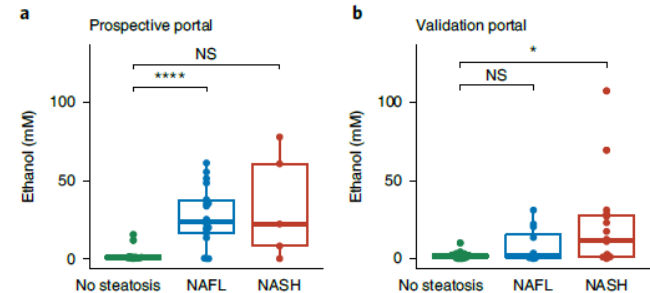 a
Prospective portal
NS
****
100
50
0
Ethanol (mM)
No steatosis NAFL NASH
b
Validation portal
*
NS
100
50
0
Ethanol (mM)
No steatosis NAFL NASH